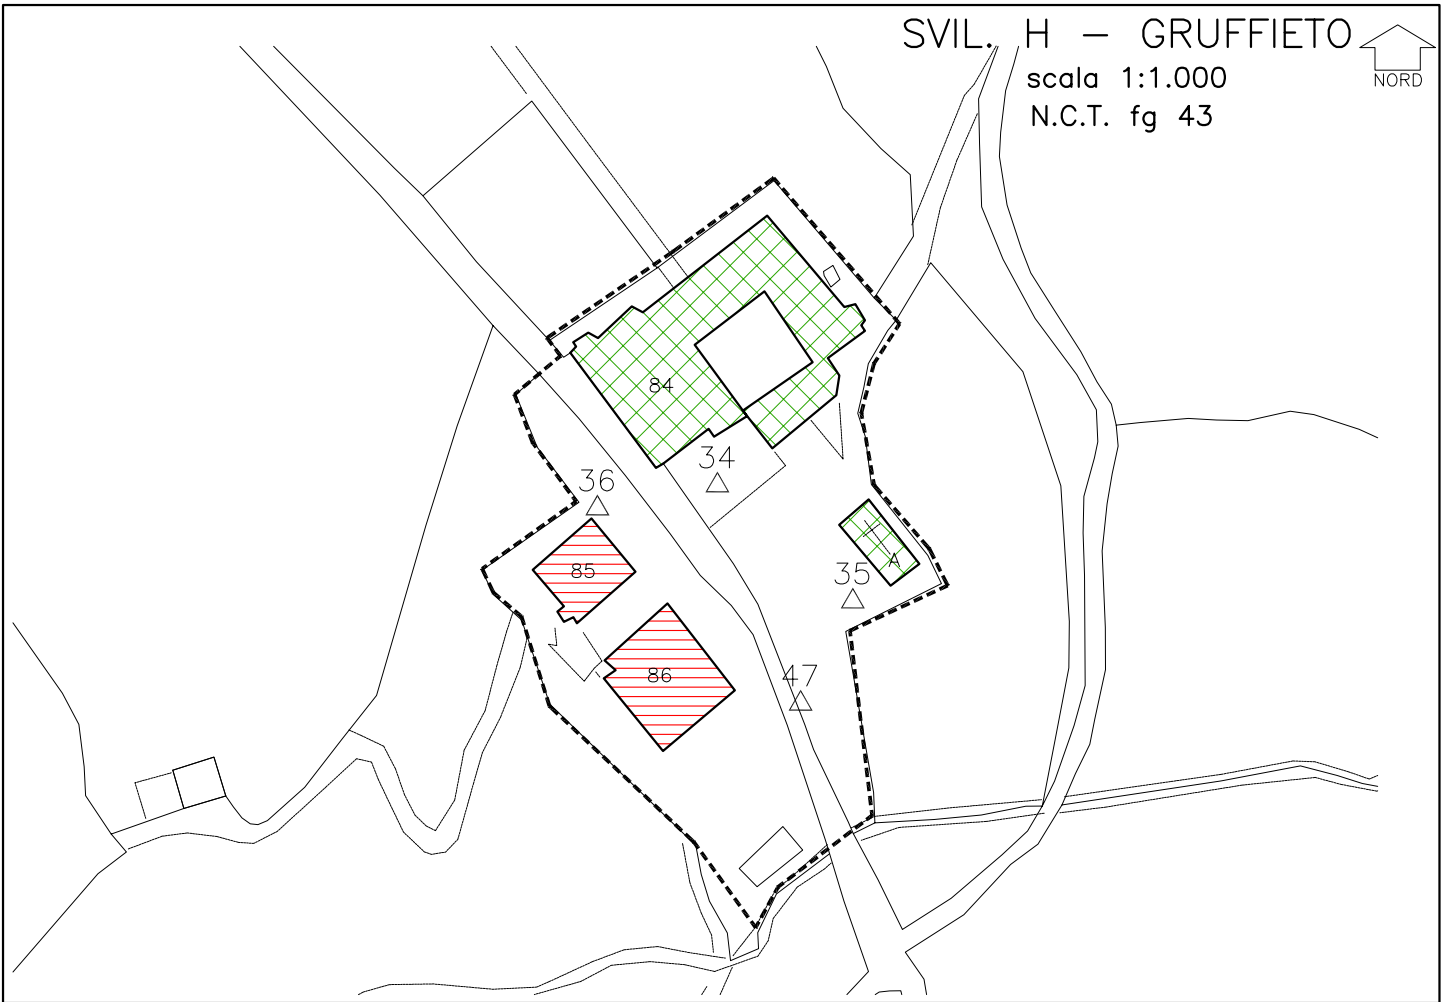 SVIL. H – GRUFFIETO
NORD
scala 1:1.000
N.C.T. fg 43
84
34
36
85
A
35
86
47